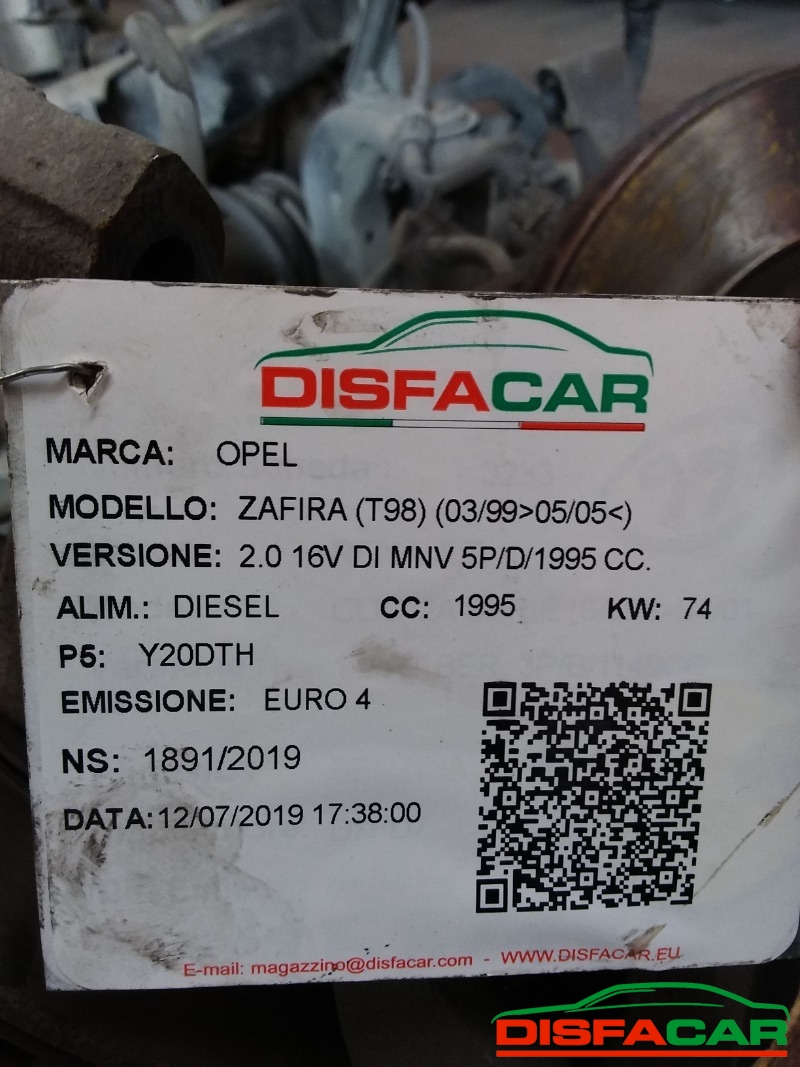 DISFACAR
MARCA: OPEL
MODELLO: ZAFIRA (T98) (03/99>05/05<)
VERSIONE: 2.0 16V DI MNV 5P/D/1995 CC.
ALIM.: DIESEL CC: 1995 KW: 74
P5: Y20DTH
EMISSIONE: EURO 4
NS: 1891/2019
DATA: 12/07/2019 17:38:00
E-mail: magazzino@disfacar.com - WWW.DISFACAR.EU
DISFACAR